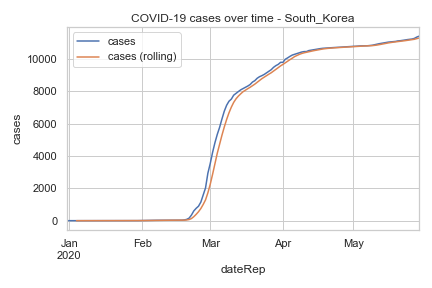 COVID-19 cases over time - South_Korea
cases
cases (rolling)
10000
8000
6000
4000
2000
0
cases
Jan
2020
Feb
Mar
Apr
May
dateRep